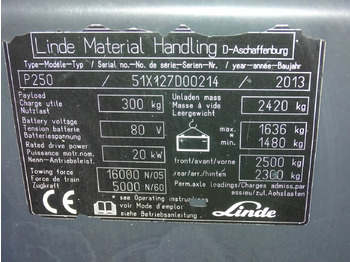 Linde Material Handling D-Aschaffenburg
Type-Modèle-Typ / Serial no.-No. de série-Serien-Nr. / year-année-Baujahr
P250 / 51X127D00214 / 2013
Payload
Charge utile 300 kg
Nutzlast
Unladen mass
Masse à vide 2420 kg
Leergewicht
Battery voltage
Tension batterie 80 V
Batteriespannung
max. 1636 kg
min. 1480 kg
Rated drive power
Puissance motr.nom. 20 kW
Nenn-Antriebsleist.
front/avant/vorne 2500 kg
rear/arr./hinten 2300 kg
Towing force 16000 N/05
Force de train
Zugkraft 5000 N/60
Perm.axle loadings/Charges admiss.par
essieu/zul.Achslasten
* see Operating instructions
voir Mode d'emploi
siehe Betriebsanleitung
CE
Linde